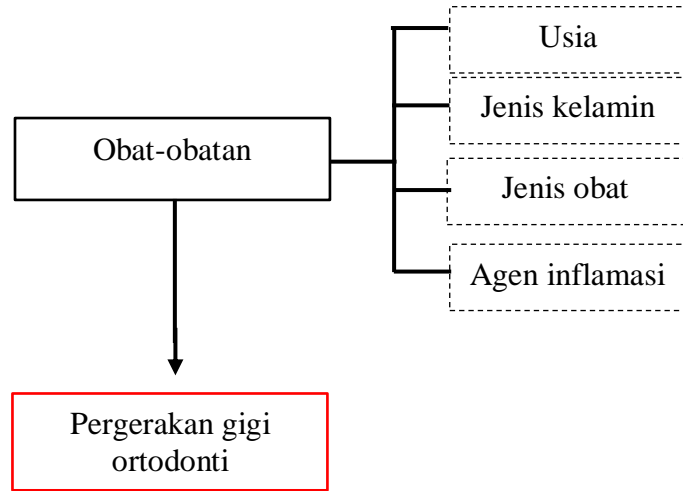 Usia
Jenis kelamin
Obat-obatan
Jenis obat
Agen inflamasi
Pergerakan gigi
ortodonti